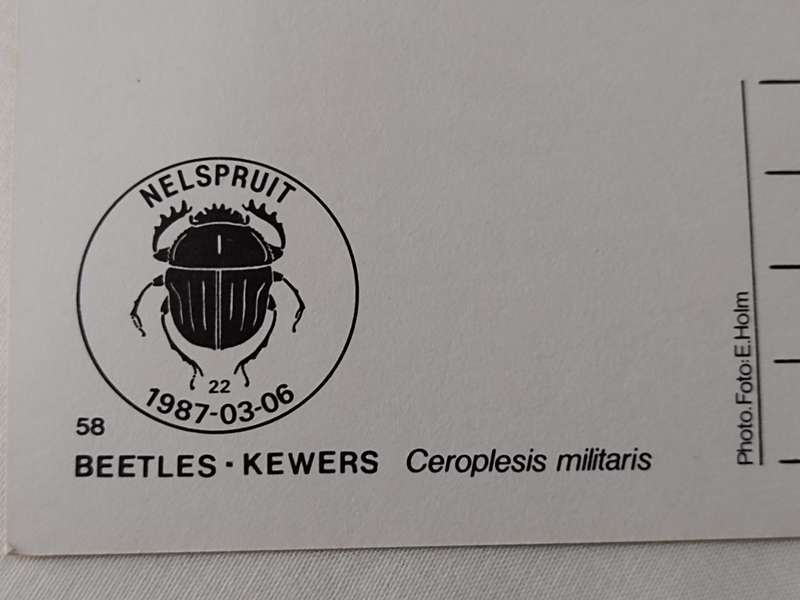 NELSPRUIT
22
1987-03-06
58
BEETLES · KEWERS Ceroplesis militaris
Photo.Foto:E.Holm